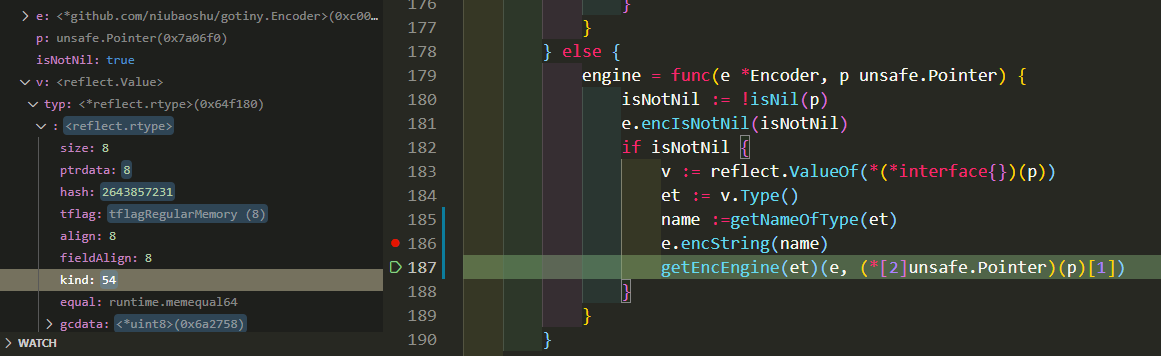 e: <*github.com/niubaoshu/gotiny.Encoder>(0xc00…
p: unsafe.Pointer(0x7a06f0)
isNotNil: true
v: <reflect.Value>
typ: <*reflect.rtype>(0x64f180)
: <reflect.rtype>
size: 8
ptrdata: 8
hash: 2643857231
tflag: tflagRegularMemory (8)
align: 8
fieldAlign: 8
kind: 54
equal: runtime.memequal64
gcdata: <*uint8>(0x6a2758)
WATCH
176 }
177 }
178 } else {
179 engine = func(e *Encoder, p unsafe.Pointer) {
180 isNotNil := !isNil(p)
181 e.encIsNotNil(isNotNil)
182 if isNotNil {
183 v := reflect.ValueOf(*(*interface{})(p))
184 et := v.Type()
185 name :=getNameOfType(et)
186 e.encString(name)
187 getEncEngine(et)(e, (*[2]unsafe.Pointer)(p)[1])
188 }
189 }
190 }